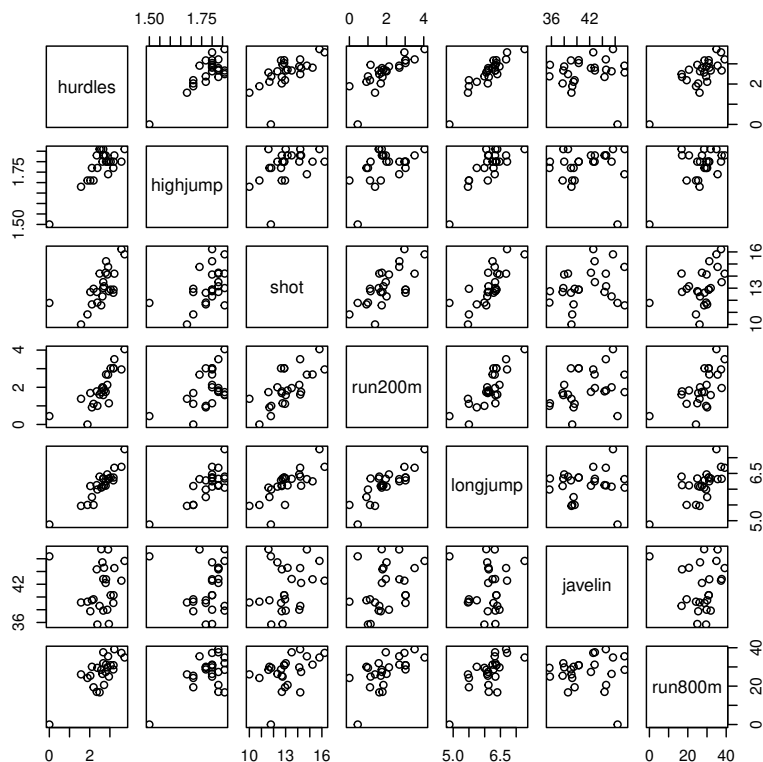 1.50 1.75 0 2 4 36 42
hurdles 0 2
1.50 1.75 highjump
shot 10 13 16
0 2 4 run200m
longjump 5.0 6.5
36 42 javelin
run800m 0 20 40
0 2 10 13 16 5.0 6.5 0 20 40